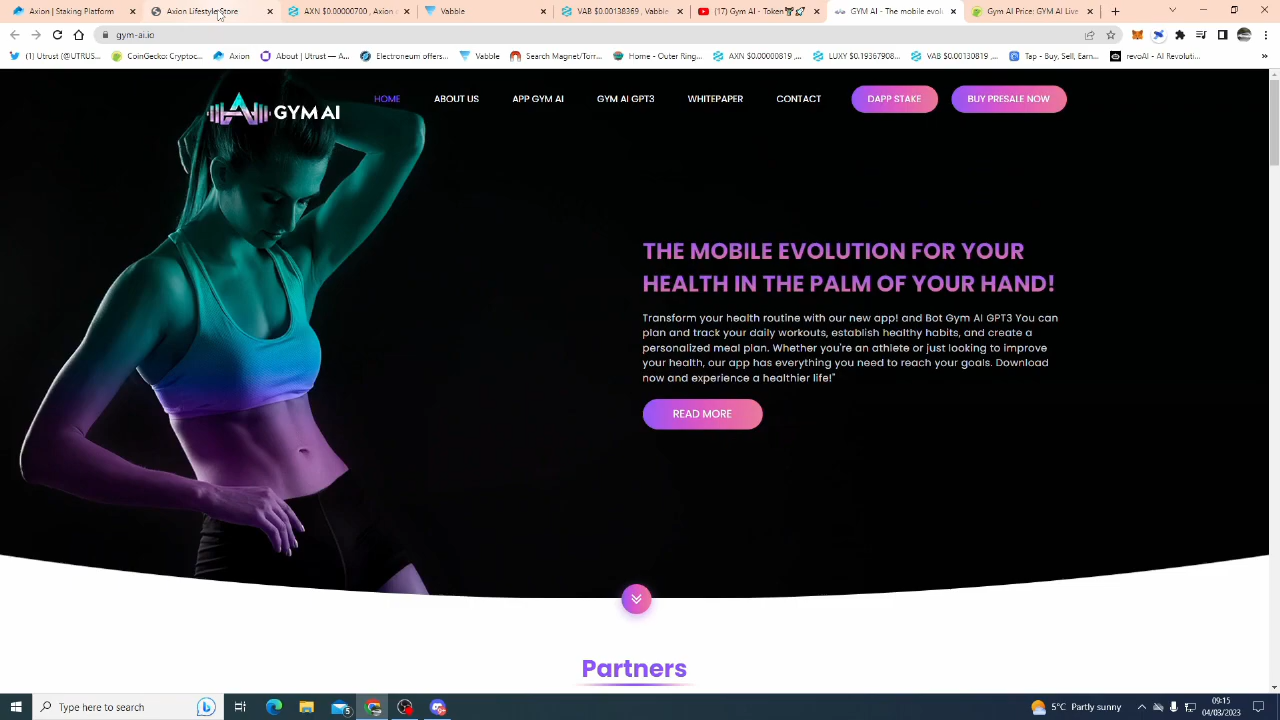 Axion | Staking Platform
Axion Lifestyle Store
AXN $0.00000700,
Vabble
VAB $0.00138369, Vabble
(17) Gym AI - Token
GYM AI - The mobile evolu
Gym AI Price: GYM AI Live
gym-ai.io
(1) Utrust (@UTRUS...
CoinGecko: Cryptoc...
Axion
About | Utrust — A...
Electroneum offers...
Vabble
Search Magnet/Torr...
Home - Outer Ring...
AXN $0.0000819...
LUXY $0.19367908...
VAB $0.00130819...
Tap - Buy, Sell, Earn...
revoAI - AI Revoluti...
»
GYM AI
HOME
ABOUT US
APP GYM AI
GYM AI GPT3
WHITEPAPER
CONTACT
DAPP STAKE
BUY PRESALE NOW
THE MOBILE EVOLUTION FOR YOUR
HEALTH IN THE PALM OF YOUR HAND!
Transform your health routine with our new app! and Bot Gym AI GPT3 You can
plan and track your daily workouts, establish healthy habits, and create a
personalized meal plan. Whether you're an athlete or just looking to improve
your health, our app has everything you need to reach your goals. Download
now and experience a healthier life!"
READ MORE
Partners
Type here to search
5
5°C Partly sunny
09:15
04/03/2023